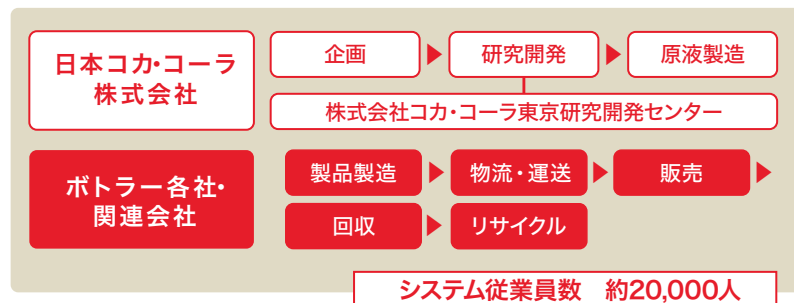 日本コカ・コーラ
株式会社
企画
研究開発
原液製造
株式会社コカ・コーラ東京研究開発センター
ボトラー各社・
関連会社
製品製造
物流・運送
販売
回収
リサイクル
システム従業員数 約20,000人